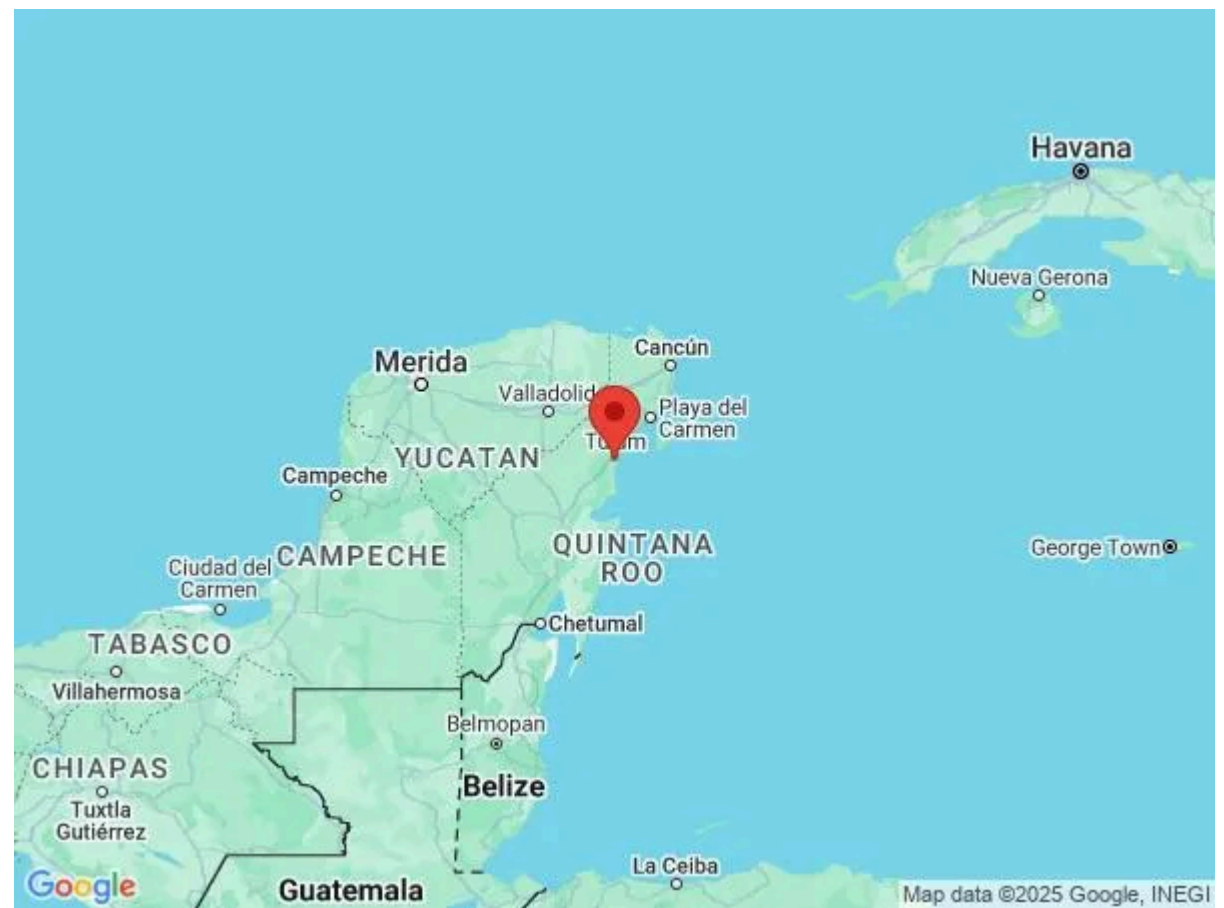 Havana
Nueva Gerona
Cancún
Merida
Valladolid
Playa del
Carmen
YUCATAN
Campeche
QUINTANA
ROO
George Town
CAMPECHE
Ciudad del
Carmen
Chetumal
TABASCO
Villahermosa
Belmopan
CHIAPAS
Belize
Tuxtla
Gutiérrez
La Ceiba
Google
Guatemala
Map data ©2025 Google, INEGI